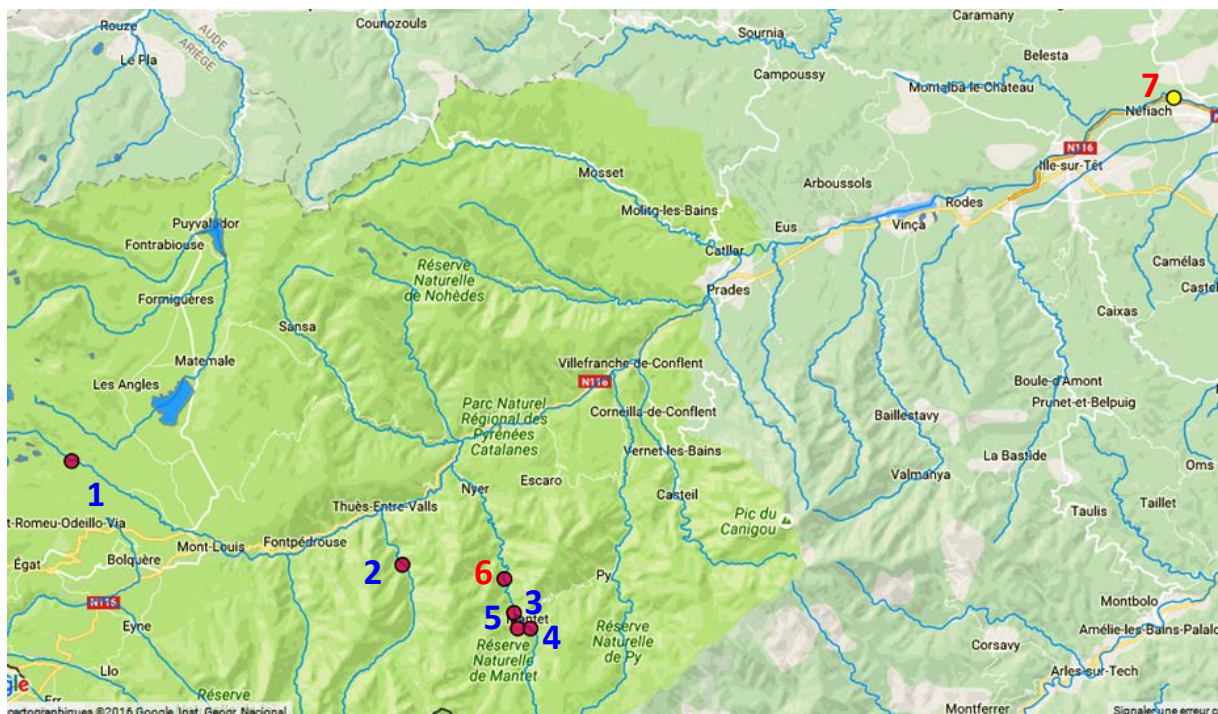 Caramany
Rouze
Counozouls
Sournia
AUDE
ARIÈGE
Le Pla
Belesta
Campoussy
Montalba-le-Château
7
Néfiach
N116
Ille-sur-Têt
Mosset
Arboussols
Molitg-les-Bains
Rodes
Puyvalador
Eus
Vinça
Fontrabiouse
Catllar
Camélas
Réserve
Naturelle
de Nohèdes
Prades
Castel
Formiguères
Caixas
Sansa
Matemale
Villefranche-de-Conflent
Les Angles
N116
Boule-d'Amont
Parc Naturel
Régional des
Pyrénées
Catalanes
Prunet-et-Belpuig
Corneilla-de-Conflent
Baillestavy
Vernet-les-Bains
La Bastide
Oms
1
Nyer
Escaro
Casteil
Valmanya
Thuès-Entre-Valls
Taillet
Pic du
Canigou
Taulis
t-Romeu-Odeillo-Via
Mont-Louis
Fontpédrouse
Égat
Bolquère
2
6
Py
N116
3
Mantet
5
4
Montbolo
Eyne
Réserve
Naturelle
de Mantet
Réserve
Naturelle
de Py
Amélie-les-Bains-Palalo
Corsavy
Llo
Arles-sur-Tech
gle
Err
Réserve
Montferrer
cartographiques ©2016 Google, Inst. Geogr. Nacional
Signaler une erreur c